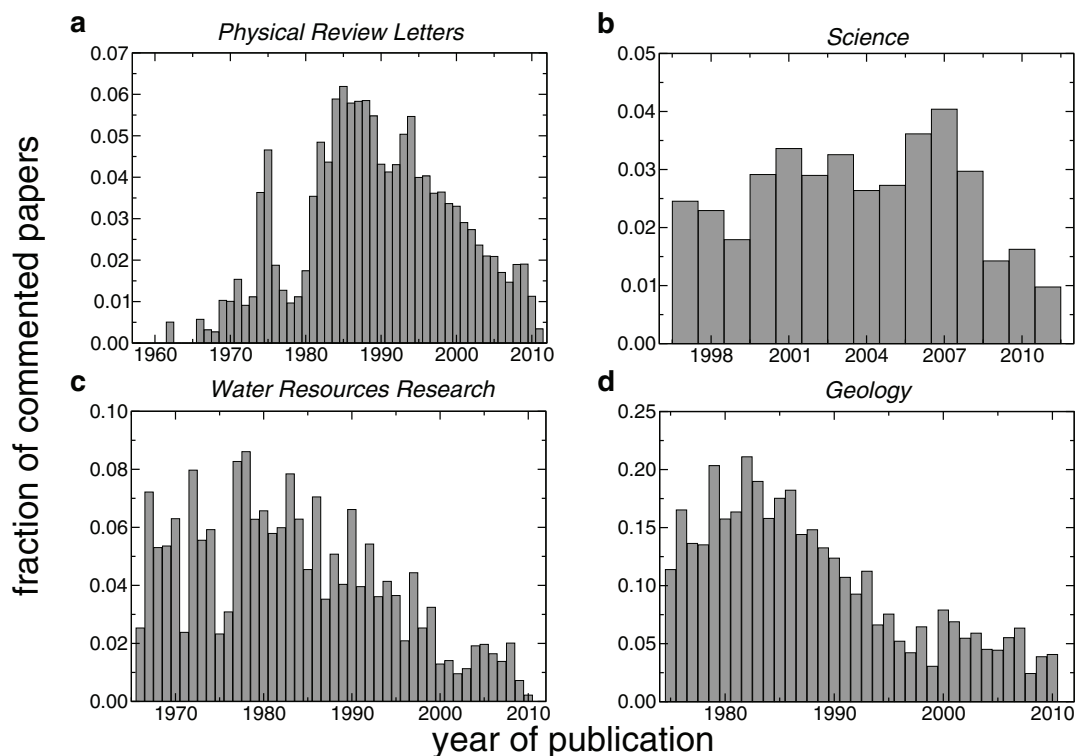 a
Physical Review Letters
0.07
0.06
0.05
0.04
0.03
0.02
0.01
0.00
1960 1970 1980 1990 2000 2010
b
Science
0.05
0.04
0.03
0.02
0.01
0.00
1998 2001 2004 2007 2010
c
Water Resources Research
0.10
0.08
0.06
0.04
0.02
0.00
1970 1980 1990 2000 2010
d
Geology
0.25
0.20
0.15
0.10
0.05
0.00
1980 1990 2000 2010
fraction of commented papers
year of publication